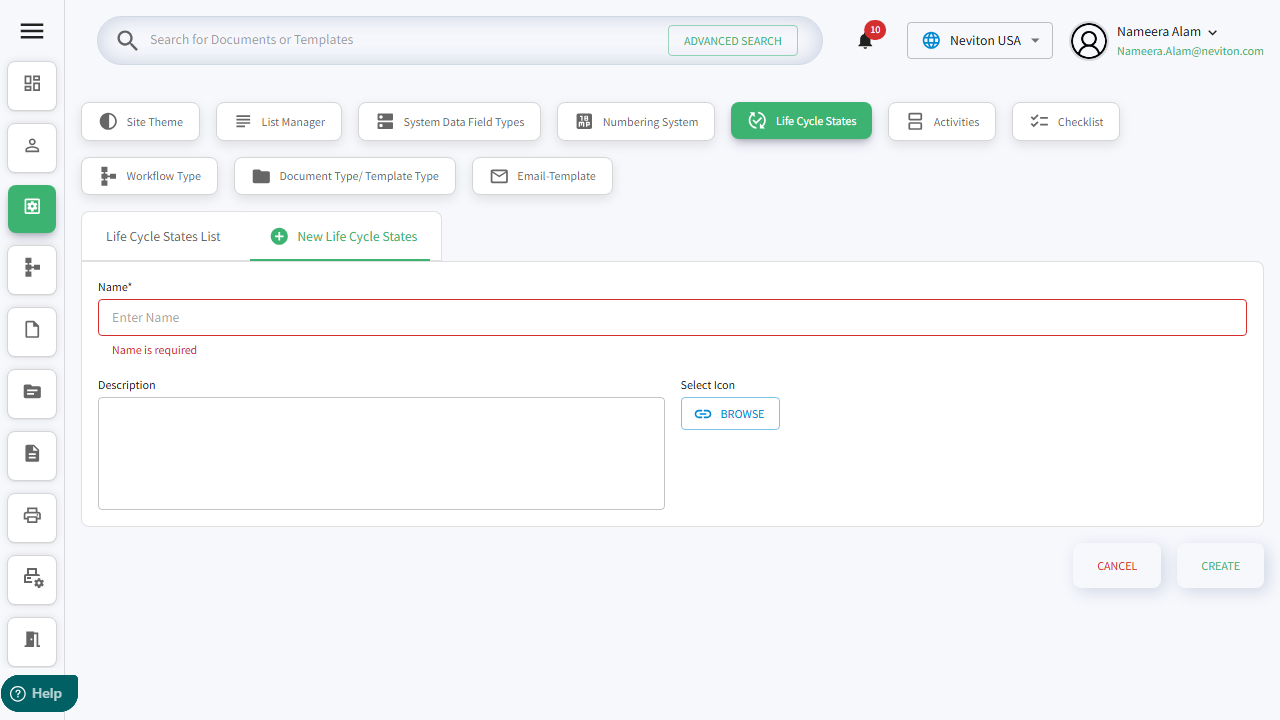 Search for Documents or Templates
ADVANCED SEARCH
10
Neviton USA
Nameera Alam
Nameera.Alam@neviton.com
Site Theme
List Manager
System Data Field Types
Numbering System
Life Cycle States
Activities
Checklist
Workflow Type
Document Type/ Template Type
Email-Template
Life Cycle States List
New Life Cycle States
Name*
Enter Name
Name is required
Description
Select Icon
BROWSE
CANCEL
CREATE
Help